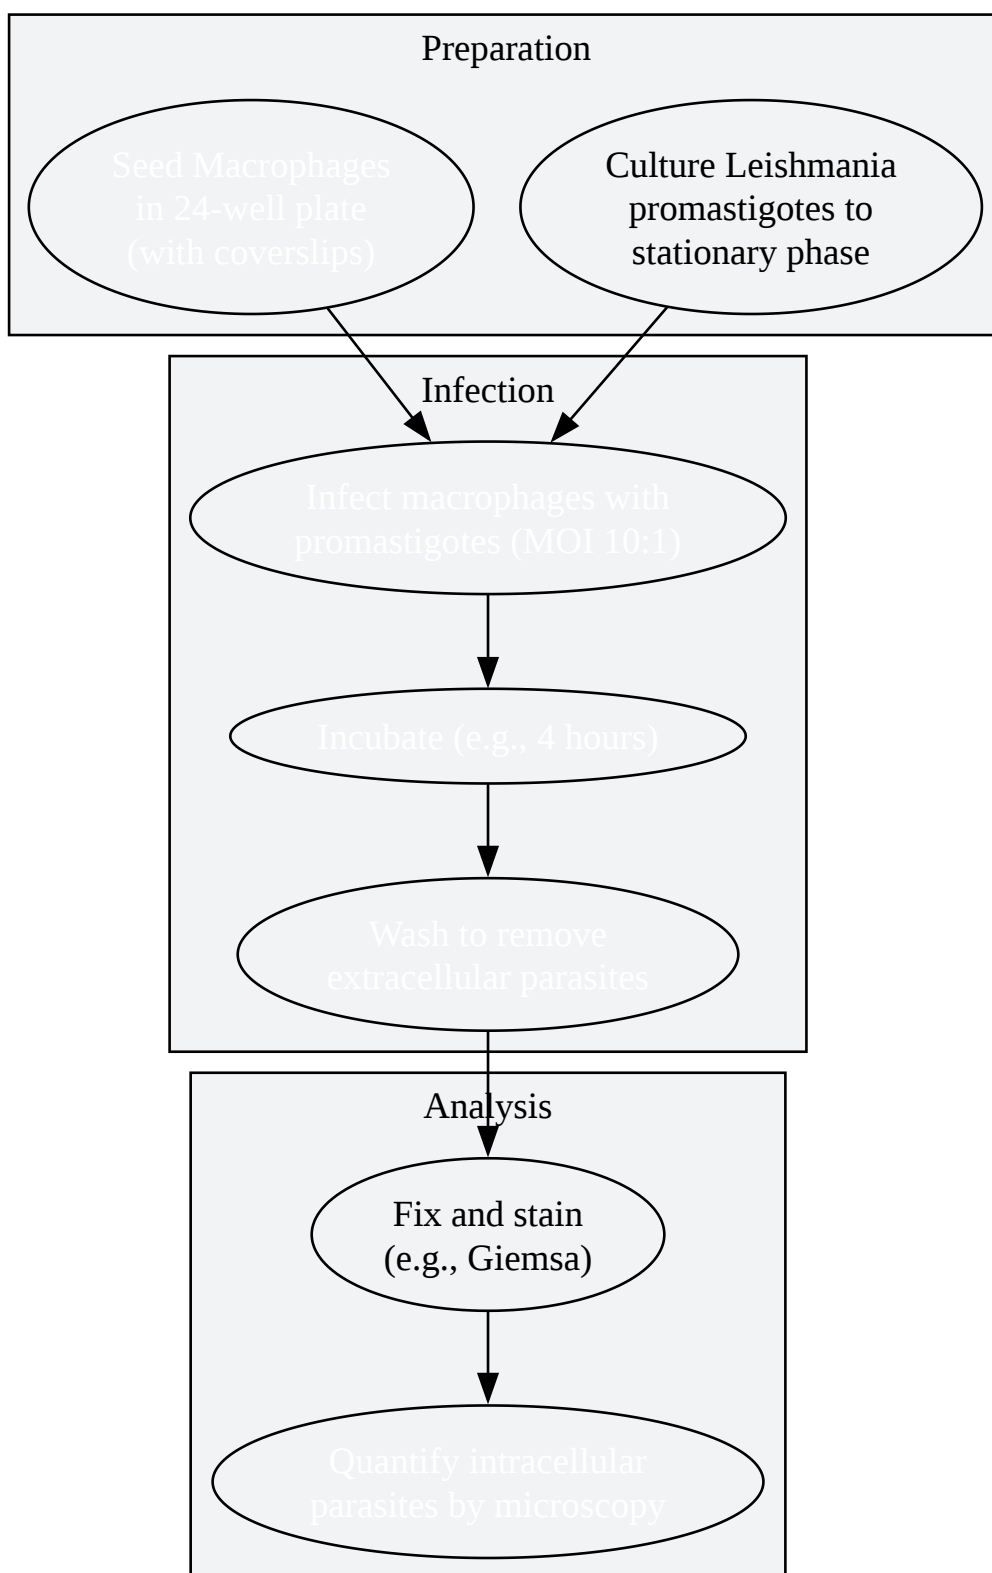 Preparation
Seed Macrophages
in 24-well plate
(with coverslips)
Culture Leishmania
promastigotes to
stationary phase
Infection
Infect macrophages with
promastigotes (MOI 10:1)
Incubate (e.g., 4 hours)
Wash to remove
extracellular parasites
Analysis
Fix and stain
(e.g., Giemsa)
Quantify intracellular
parasites by microscopy